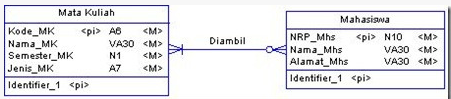 Mata Kuliah
Kode_MK <pi> A6 <M>
Nama_MK VA30 <M>
Semester_MK N1 <M>
Jenis_MK A7 <M>
Identifier_1 <pi>
Diambil
Mahasiswa
NRP_Mhs <pi> N10 <M>
Nama_Mhs VA30 <M>
Alamat_Mhs VA30 <M>
Identifier_1 <pi>